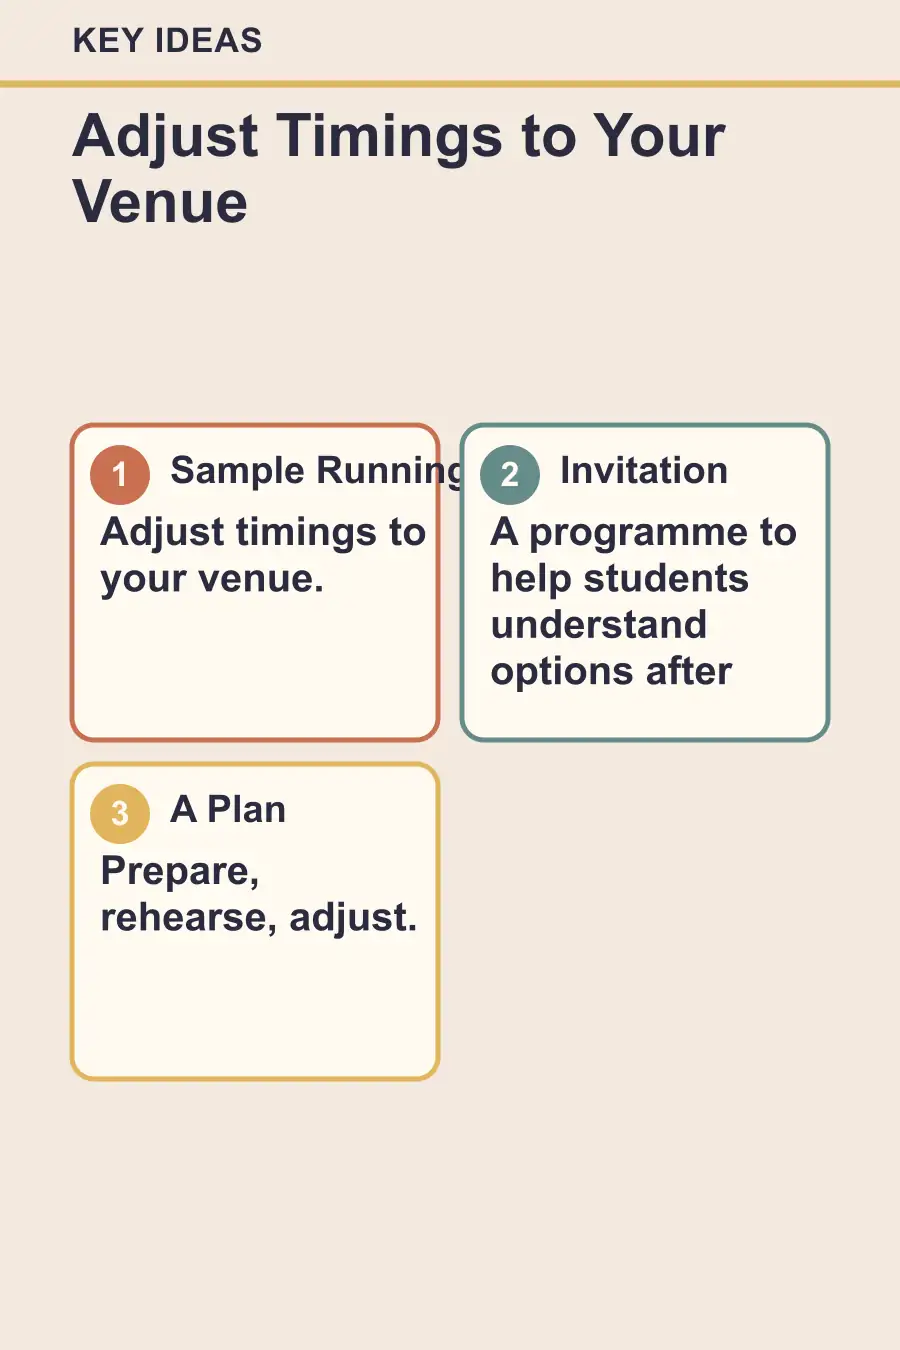 KEY IDEAS
Adjust Timings to Your
Venue
1 Sample Running
Adjust timings to
your venue.
2 Invitation
A programme to
help students
understand
options after
3 A Plan
Prepare,
rehearse, adjust.